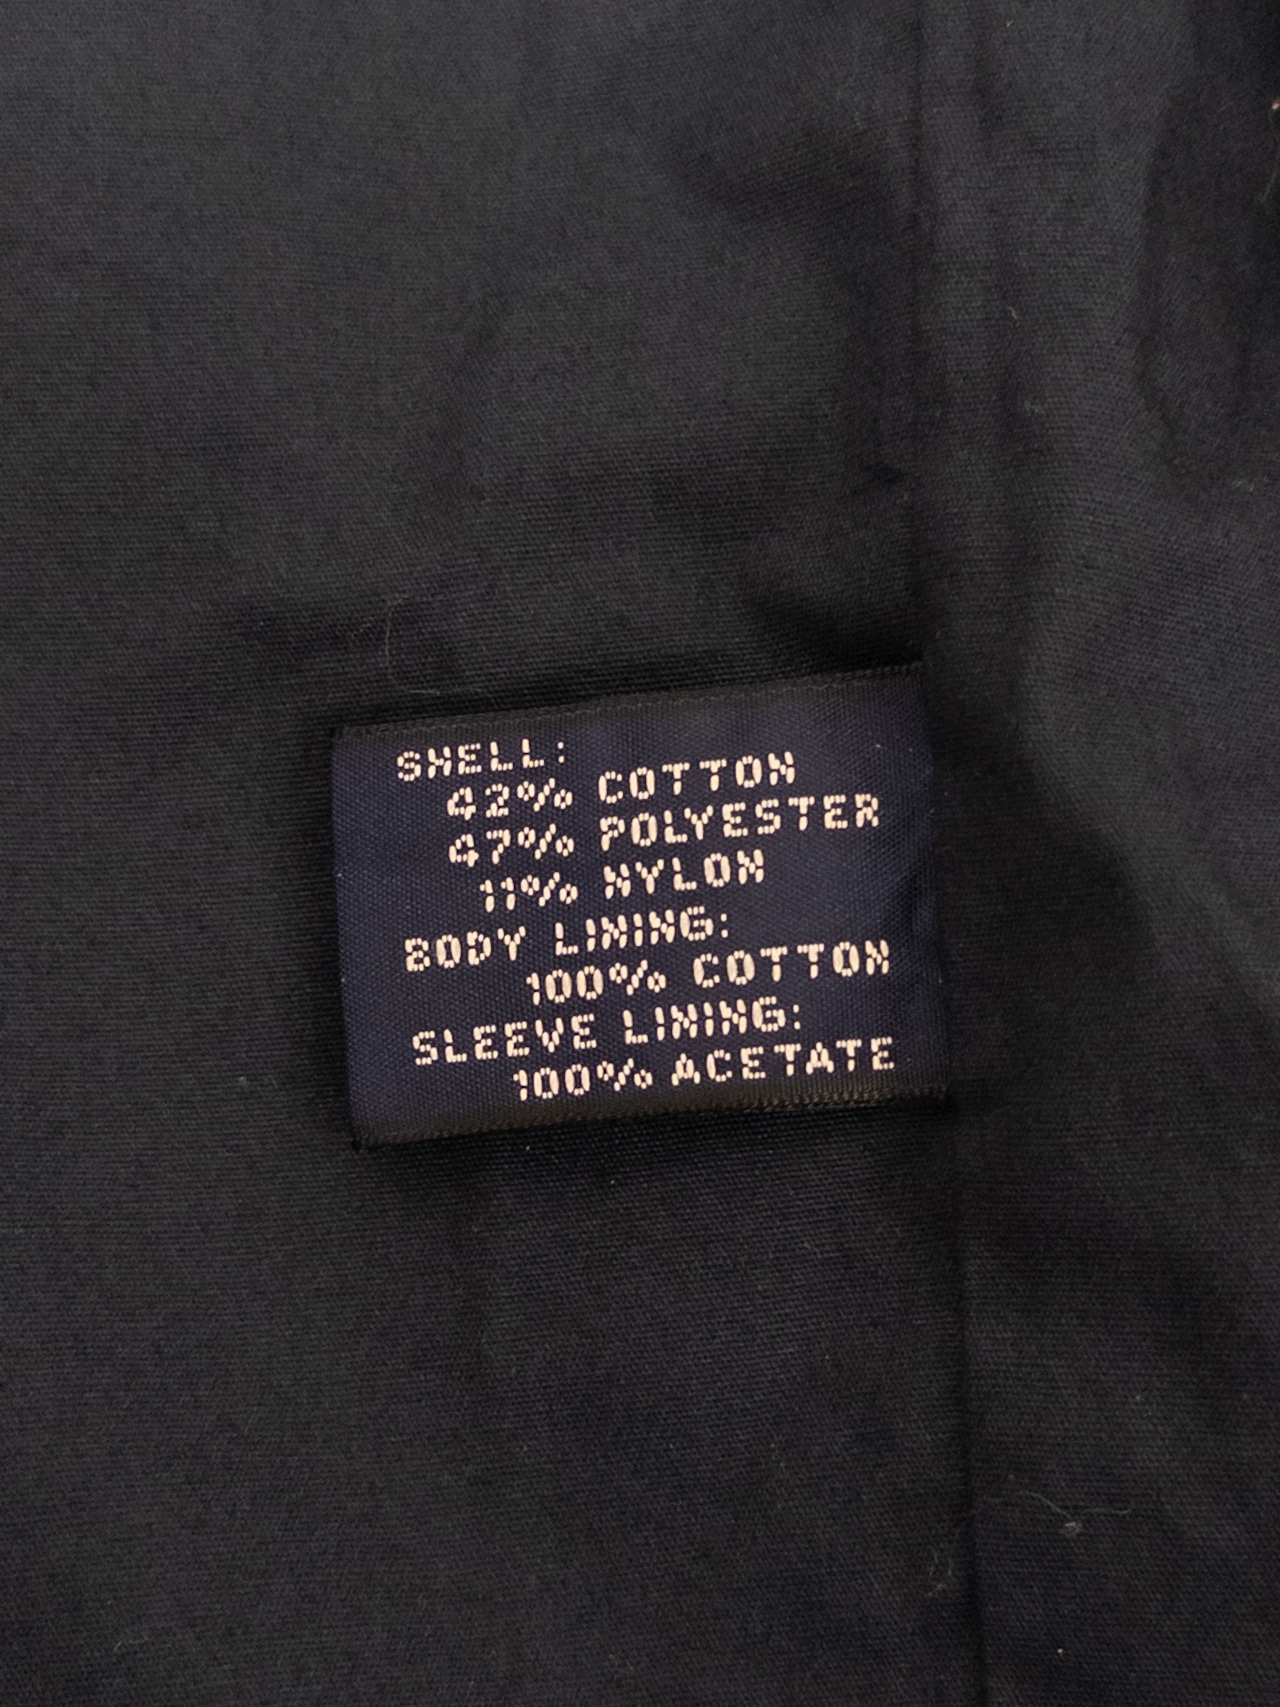 SHELL:
42% COTTON
47% POLYESTER
11% NYLON
BODY LINING:
100% COTTON
SLEEVE LINING:
100% ACETATE